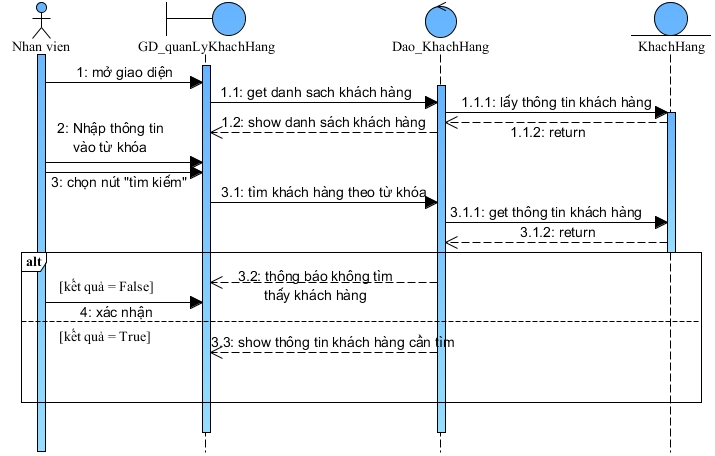 Nhan vien
GD_quanLyKhachHang
Dao_KhachHang
KhachHang
1: mở giao diện
1.1: get danh sach khách hàng
1.1.1: lấy thông tin khách hàng
1.2: show danh sách khách hàng
1.1.2: return
2: Nhập thông tin
vào từ khóa
3: chọn nút "tìm kiếm"
3.1: tìm khách hàng theo từ khóa
3.1.1: get thông tin khách hàng
3.1.2: return
alt
[kết quả = False]
3.2: thông báo không tìm
thấy khách hàng
4: xác nhận
[kết quả = True]
3.3: show thông tin khách hàng cần tìm